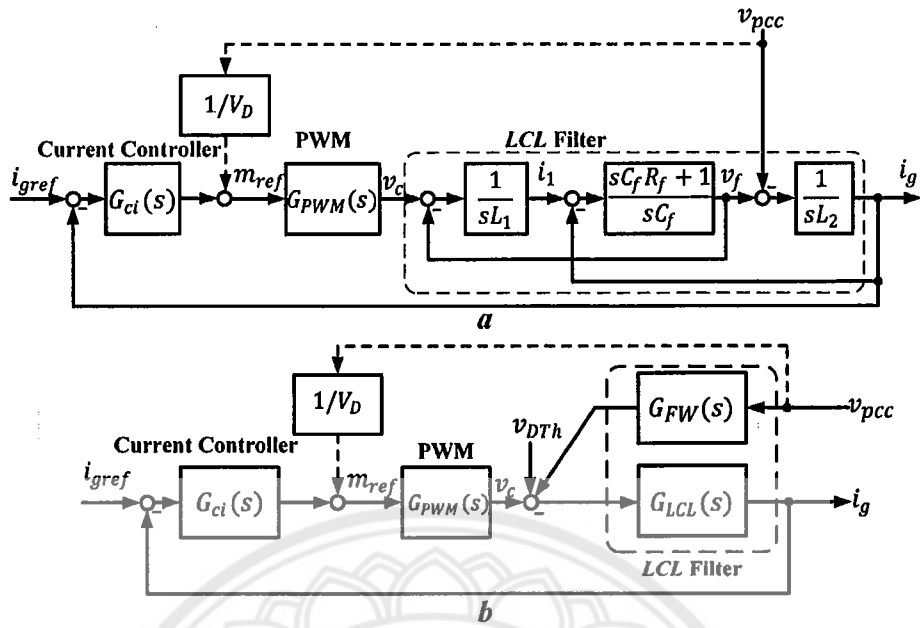 v_pcc
1/V_D
Current Controller
PWM
LCL Filter
i_gref
G_ci(s)
m_ref
G_PWM(s)
v_c
1/sL_1
i_1
sC_fR_f + 1/sC_f
v_f
1/sL_2
i_g
a
1/V_D
G_FW(s)
v_pcc
v_DTh
Current Controller
PWM
i_gref
G_ci(s)
m_ref
G_PWM(s)
v_c
G_LCL(s)
i_g
LCL Filter
b